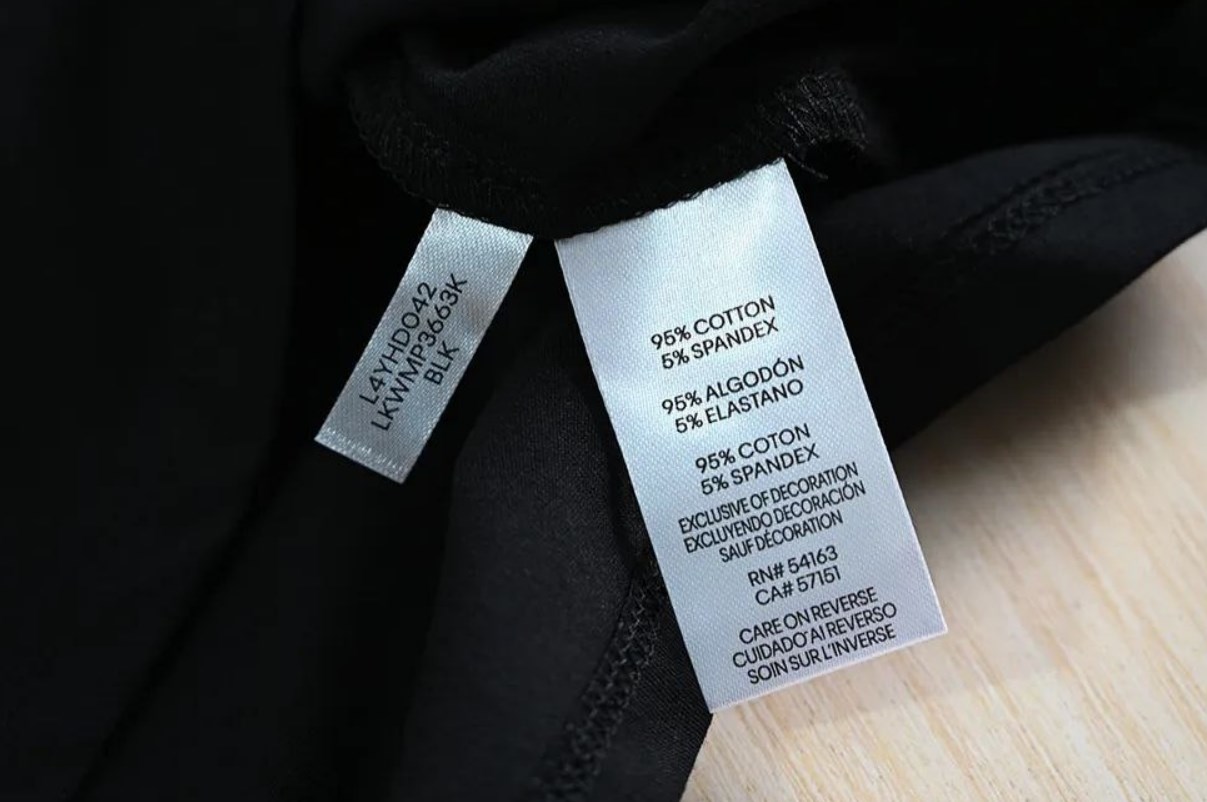 L4YHD042
LKWMP3663K
BLK
95% COTTON
5% SPANDEX
95% ALGODÓN
5% ELASTANO
95% COTON
5% SPANDEX
EXCLUSIVE OF DECORATION
EXCLUYENDO DECORACIÓN
SAUF DÉCORATION
RN# 54163
CA# 57151
CARE ON REVERSE
CUIDADO AI REVERSO
SOIN SUR L'INVERSE